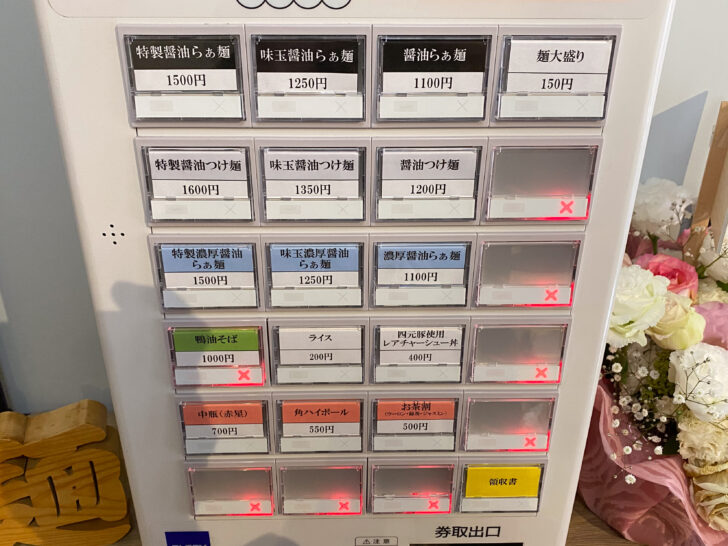 特製醤油らぁ麺
1500円
味玉醤油らぁ麺
1250円
醤油らぁ麺
1100円
麺大盛り
150円
特製醤油つけ麺
1600円
味玉醤油つけ麺
1350円
醤油つけ麺
1200円
特製濃厚醤油
らぁ麺
1500円
味玉濃厚醤油
らぁ麺
1250円
濃厚醤油らぁ麺
1100円
鴨油そば
1000円
ライス
200円
四元豚使用
レアチャーシュー丼
400円
中瓶(赤星)
700円
角ハイボール
550円
お茶割
500円
領収書
注意
券取出口